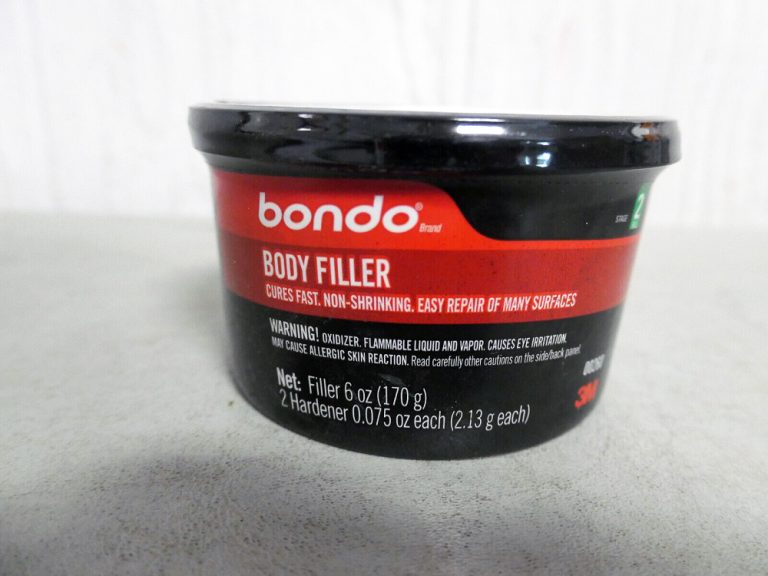 bondo® Brand
STAGE 2
BODY FILLER
CURES FAST. NON-SHRINKING. EASY REPAIR OF MANY SURFACES
WARNING! OXIDIZER. FLAMMABLE LIQUID AND VAPOR. CAUSES EYE IRRITATION.
MAY CAUSE ALLERGIC SKIN REACTION. Read carefully other cautions on the side/back panel.
Net: Filler 6 oz (170 g)
2 Hardener 0.075 oz each (2.13 g each)
3M